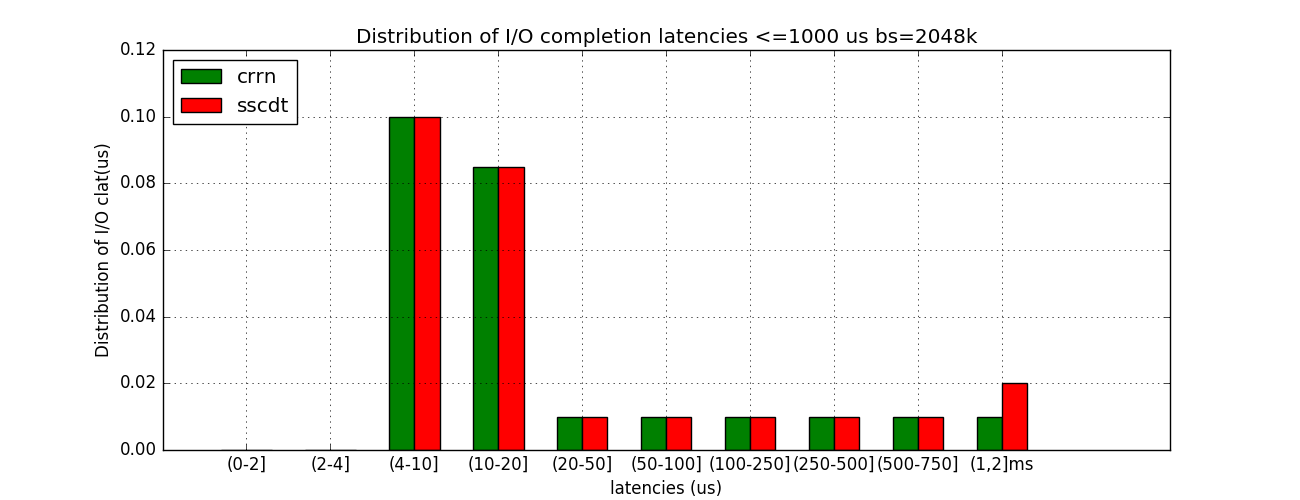 Distribution of I/O completion latencies <=1000 us bs=2048k
0.12
0.10
0.08
0.06
0.04
0.02
0.00
Distribution of I/O clat(us)
crrn
sscdt
(0-2] (2-4] (4-10] (10-20] (20-50] (50-100] (100-250] (250-500] (500-750] (1,2]ms
latencies (us)